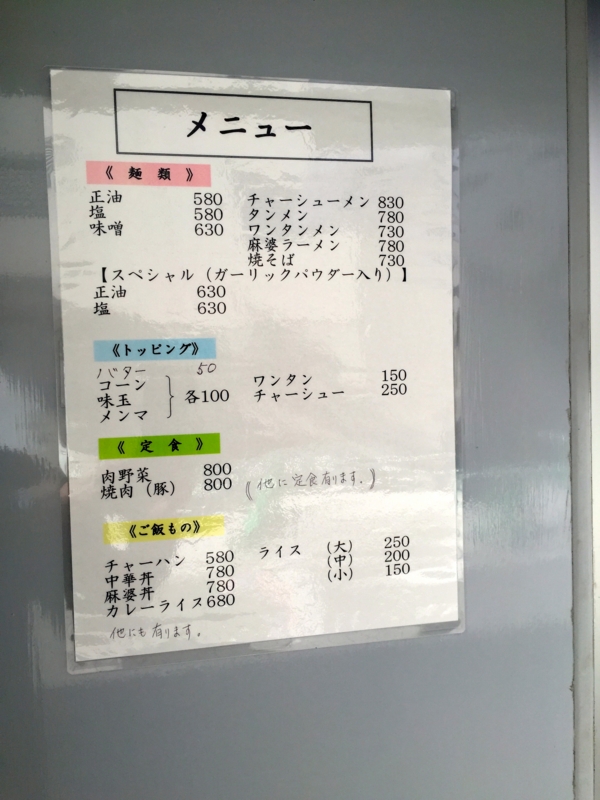 メニュー
《 麺 類 》
正油 580 チャーシューメン 830
塩 580 タンメン 780
味噌 630 ワンタンメン 730
麻婆ラーメン 780
焼そば 730
【スペシャル（ガーリックパウダー入り）】
正油 630
塩 630
《トッピング》
バター 50
コーン
味玉 各100
メンマ
ワンタン 150
チャーシュー 250
《 定 食 》
肉野菜 800
焼肉（豚） 800
《他に定食有ります。》
《ご飯もの》
チャーハン 580
中華丼 780
麻婆丼 780
カレーライス 680
ライス （大） 250
（中） 200
（小） 150
他にも有ります。